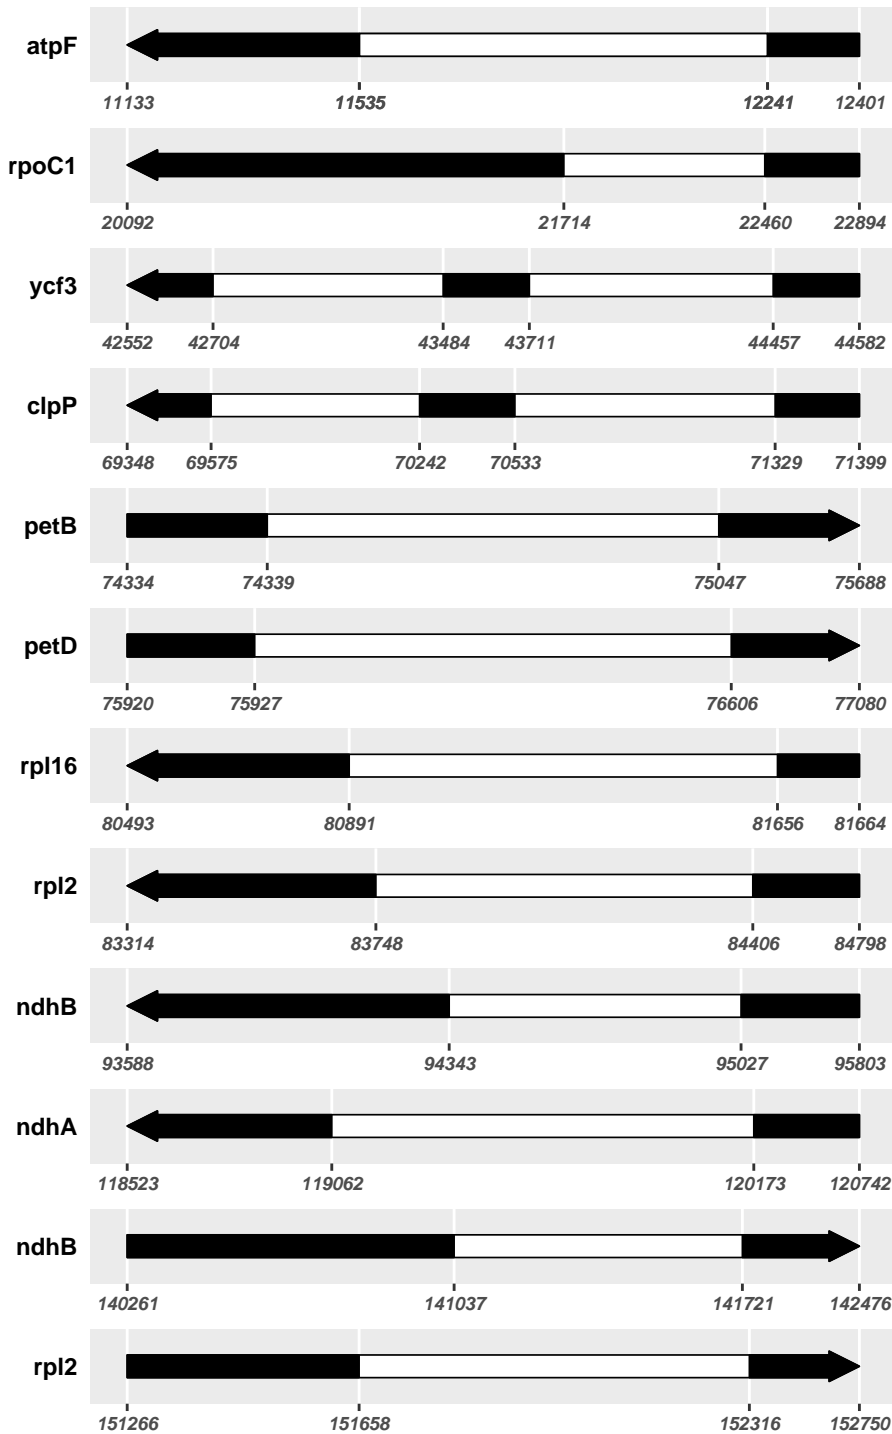 atpF
11133 11535 12241 12401
rpoC1
20092 21714 22460 22894
ycf3
42552 42704 43484 43711 44457 44582
clpP
69348 69575 70242 70533 71329 71399
petB
74334 74339 75047 75688
petD
75920 75927 76606 77080
rpl16
80493 80891 81656 81664
rpl2
83314 83748 84406 84798
ndhB
93588 94343 95027 95803
ndhA
118523 119062 120173 120742
ndhB
140261 141037 141721 142476
rpl2
151266 151658 152316 152750